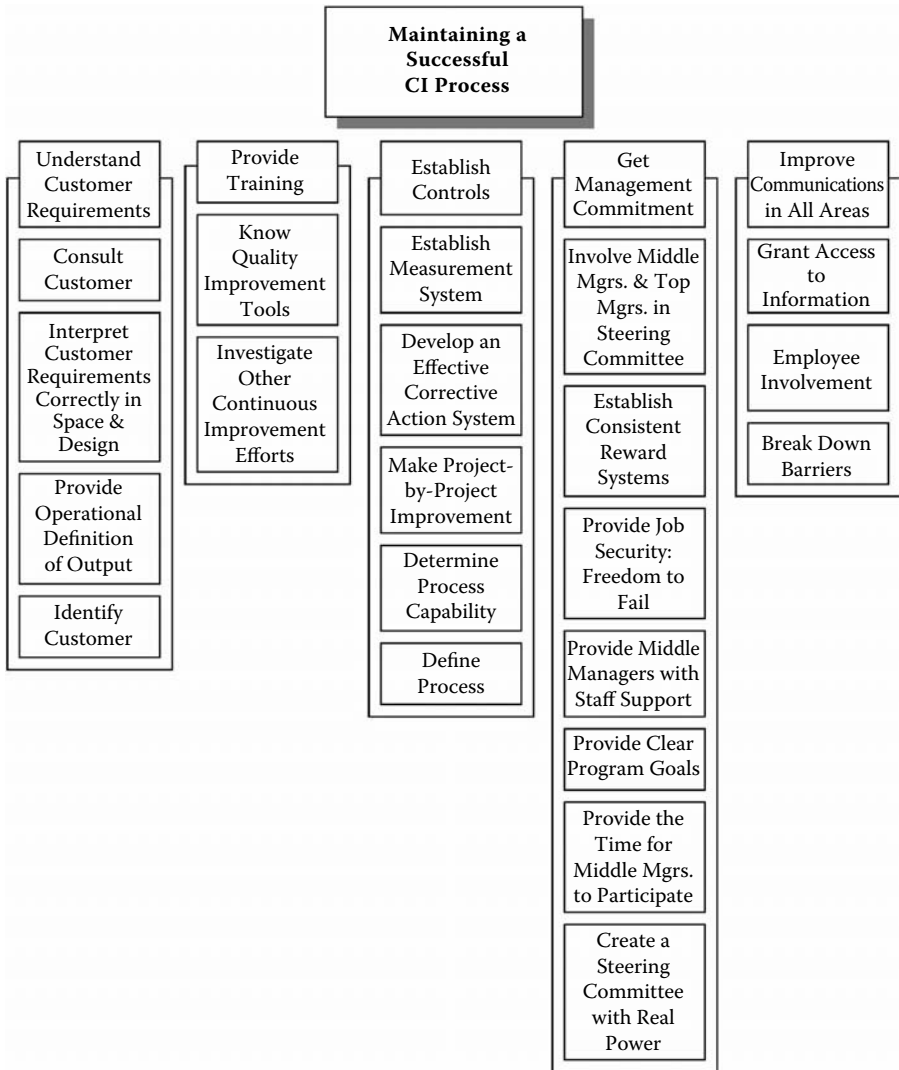 Maintaining a
Successful
CI Process
Understand
Customer
Requirements
Consult
Customer
Interpret
Customer
Requirements
Correctly in
Space &
Design
Provide
Operational
Definition
of Output
Identify
Customer
Provide
Training
Know
Quality
Improvement
Tools
Investigate
Other
Continuous
Improvement
Efforts
Establish
Controls
Establish
Measurement
System
Develop an
Effective
Corrective
Action System
Make Project-
by-Project
Improvement
Determine
Process
Capability
Define
Process
Get
Management
Commitment
Involve Middle
Mgrs. & Top
Mgrs. in
Steering
Committee
Establish
Consistent
Reward
Systems
Provide Job
Security:
Freedom to
Fail
Provide Middle
Managers with
Staff Support
Provide Clear
Program Goals
Provide the
Time for
Middle Mgrs.
to Participate
Create a
Steering
Committee
with Real
Power
Improve
Communications
in All Areas
Grant Access
to
Information
Employee
Involvement
Break Down
Barriers